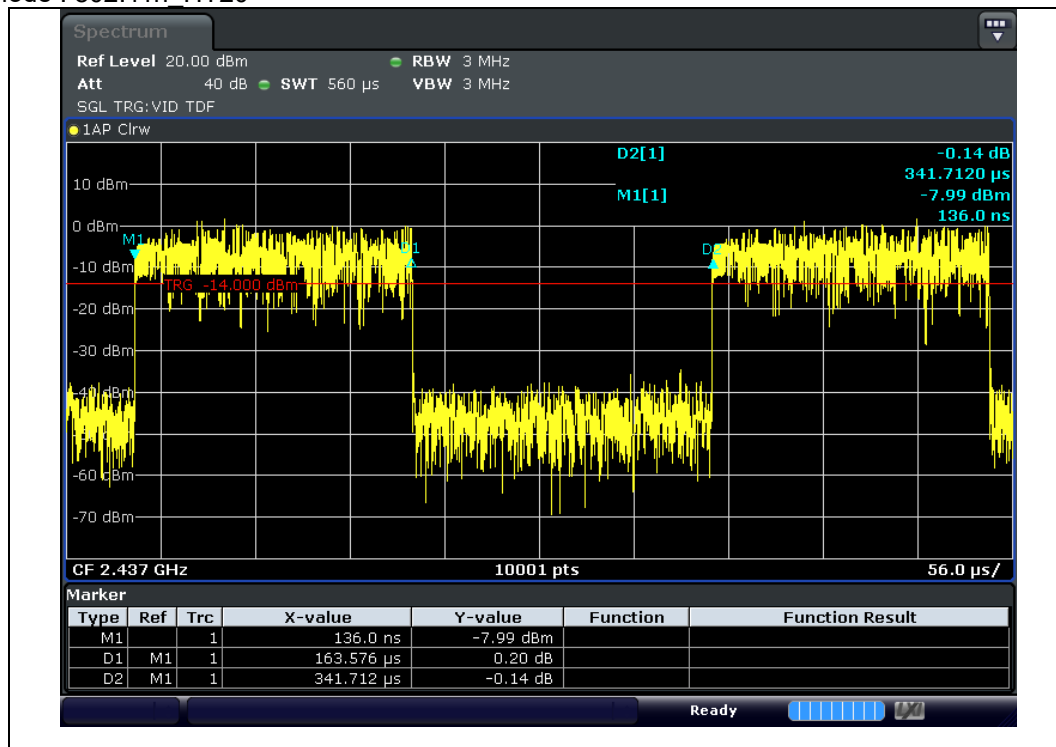 Spectrum
Ref Level 20.00 dBm RBW 3 MHz
Att 40 dB SWT 560 µs VBW 3 MHz
SGL TRG:VID TDF
1AP Clrw
D2[1] -0.14 dB
341.7120 µs
M1[1] -7.99 dBm
136.0 ns
10 dBm
0 dBm
M1
D1
D2
-10 dBm
TRG -14.000 dBm
-20 dBm
-30 dBm
-40 dBm
-60 dBm
-70 dBm
CF 2.437 GHz 10001 pts 56.0 µs/
Marker
Type Ref Trc X-value Y-value Function Function Result
M1 1 136.0 ns -7.99 dBm
D1 M1 1 163.576 µs 0.20 dB
D2 M1 1 341.712 µs -0.14 dB
Ready LXI